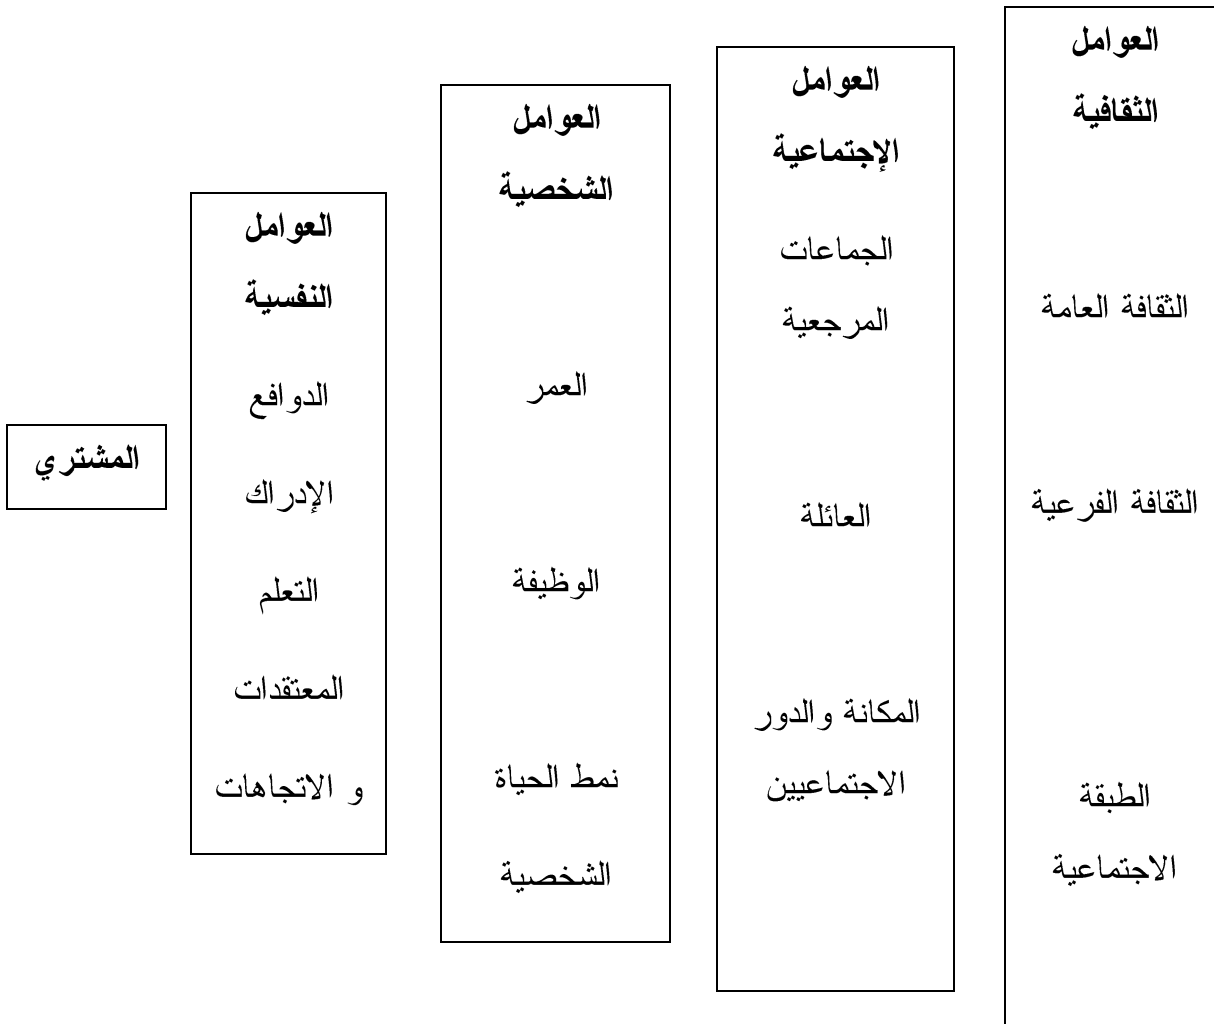 العوامل
الثقافية
الثقافة العامة
الثقافة الفرعية
الطبقة
الاجتماعية
العوامل
الإجتماعية
الجماعات
المرجعية
العائلة
المكانة والدور
الاجتماعيين
العوامل
الشخصية
العمر
الوظيفة
نمط الحياة
الشخصية
العوامل
النفسية
الدوافع
الإدراك
التعلم
المعتقدات
و الاتجاهات
المشتري